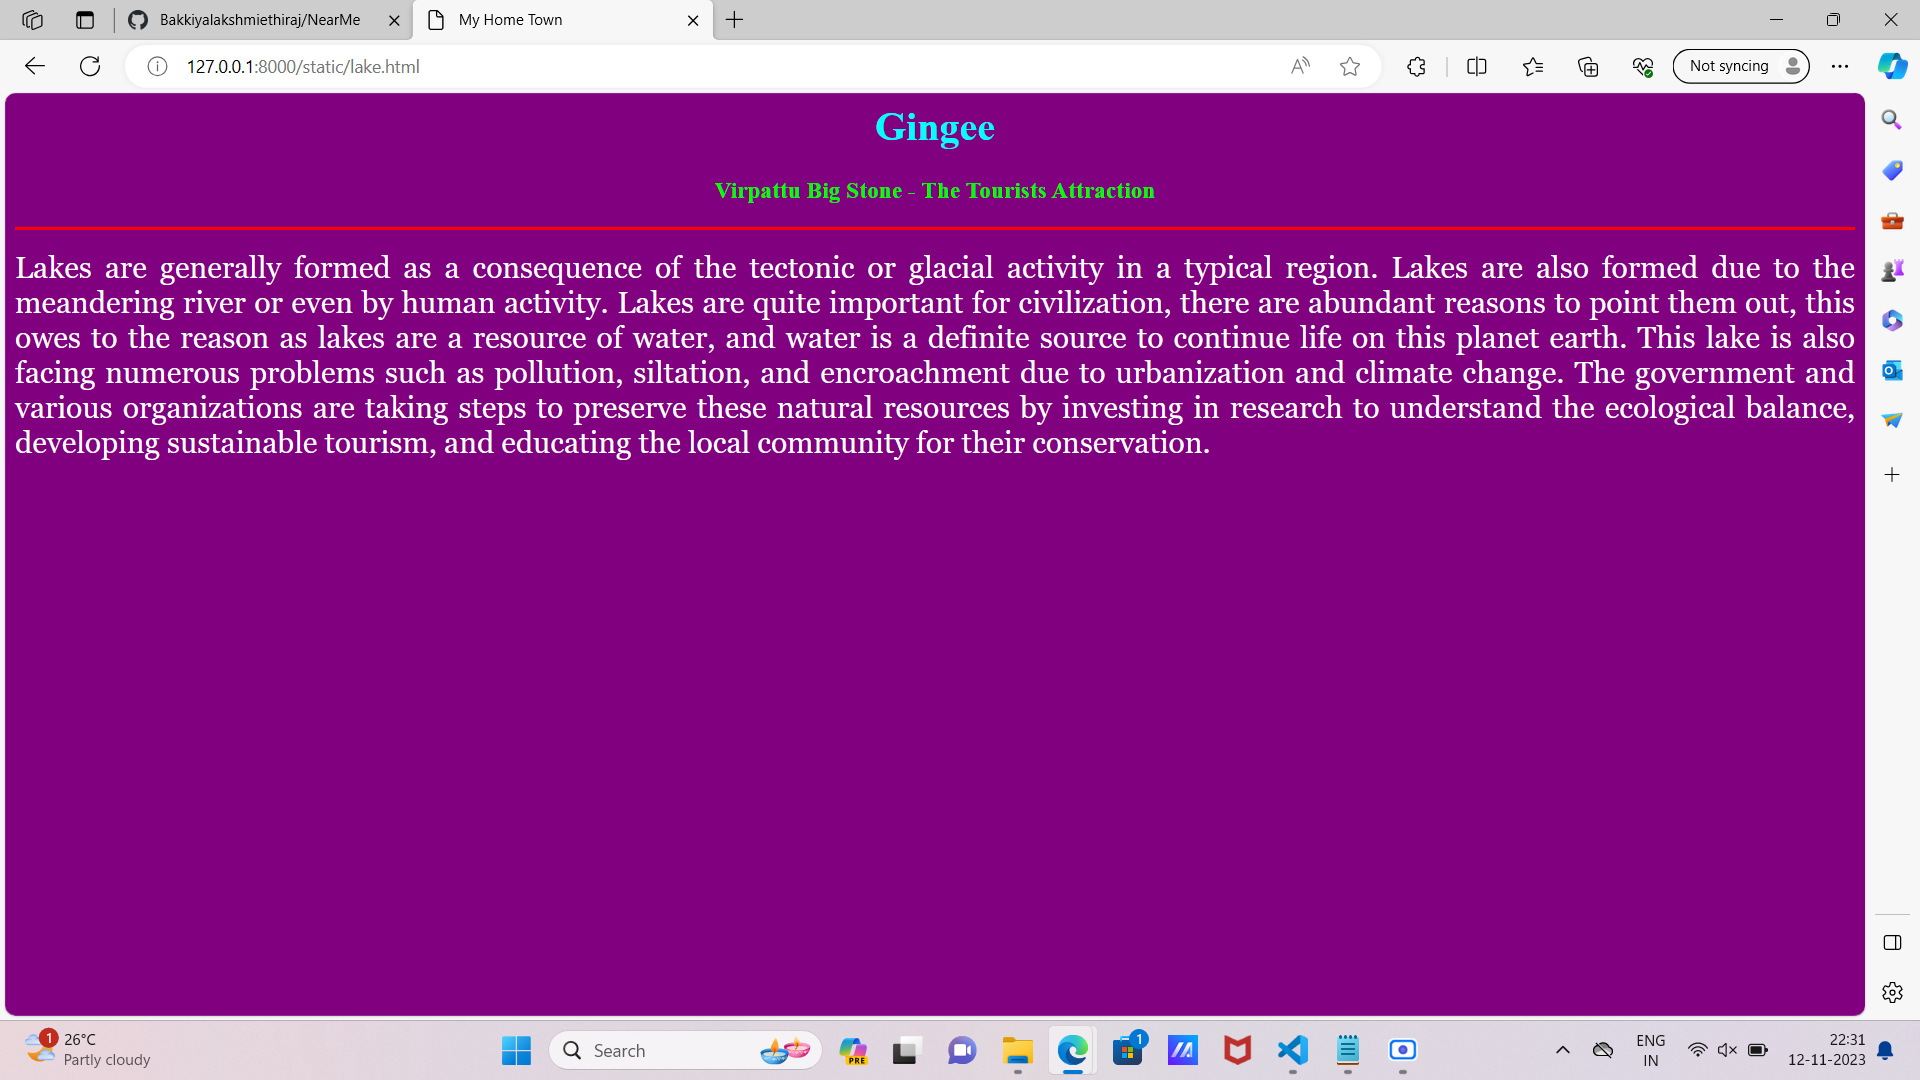 Bakkiyalakshmiethiraj/NearMe
My Home Town
127.0.0.1:8000/static/lake.html
Not syncing
Gingee
Virpattu Big Stone - The Tourists Attraction
Lakes are generally formed as a consequence of the tectonic or glacial activity in a typical region. Lakes are also formed due to the
meandering river or even by human activity. Lakes are quite important for civilization, there are abundant reasons to point them out, this
owes to the reason as lakes are a resource of water, and water is a definite source to continue life on this planet earth. This lake is also
facing numerous problems such as pollution, siltation, and encroachment due to urbanization and climate change. The government and
various organizations are taking steps to preserve these natural resources by investing in research to understand the ecological balance,
developing sustainable tourism, and educating the local community for their conservation.
1
26°C
Partly cloudy
Search
PRE
1
ENG
IN
22:31
12-11-2023